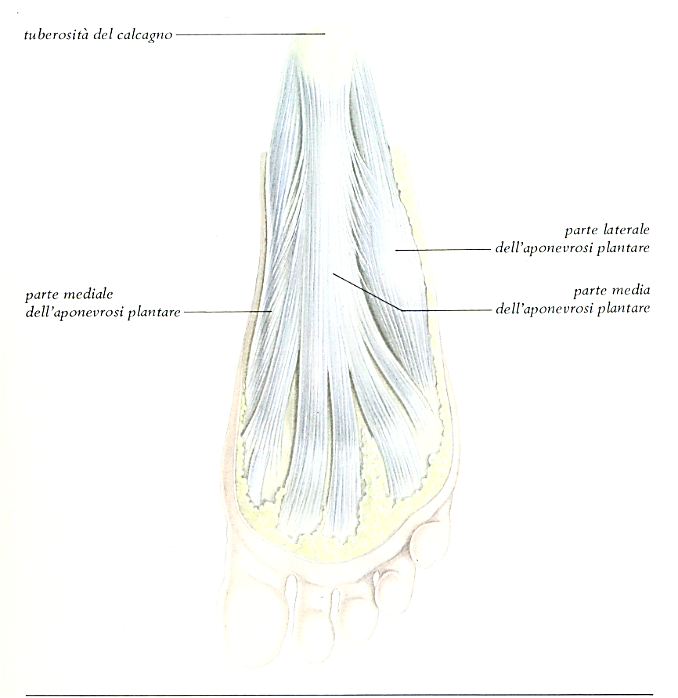 tuberosità del calcagno
parte laterale
dell'aponevrosi plantare
parte media
dell'aponevrosi plantare
parte mediale
dell'aponevrosi plantare